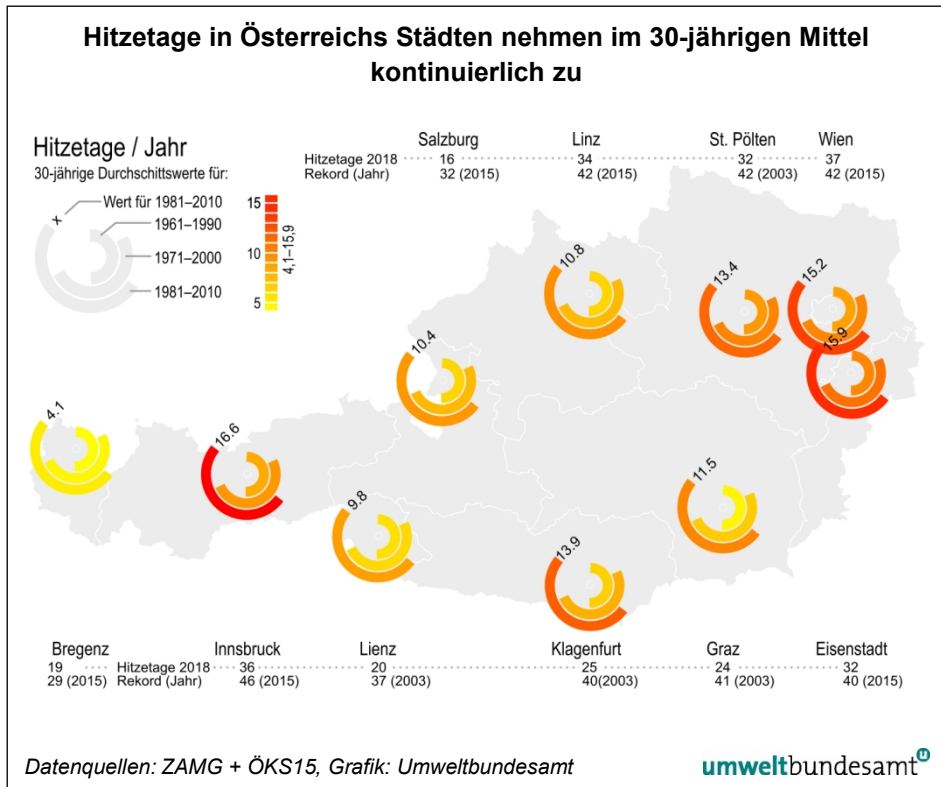 Hitzetage in Österreichs Städten nehmen im 30-jährigen Mittel
kontinuierlich zu
Hitzetage / Jahr
30-jährige Durchschittswerte für:
x Wert für 1981–2010
1961–1990
1971–2000
1981–2010
15
10
5
4,1–15,9
Salzburg Linz St. Pölten Wien
Hitzetage 2018 16 34 32 37
Rekord (Jahr) 32 (2015) 42 (2015) 42 (2003) 42 (2015)
10.8
13.4
15.2
15.9
10.4
4.1
16.6
9.8
11.5
13.9
Bregenz Innsbruck Lienz Klagenfurt Graz Eisenstadt
19 Hitzetage 2018 36 20 25 24 32
29 (2015) Rekord (Jahr) 46 (2015) 37 (2003) 40(2003) 41 (2003) 40 (2015)
Datenquellen: ZAMG + ÖKS15, Grafik: Umweltbundesamt
umweltbundesamt u